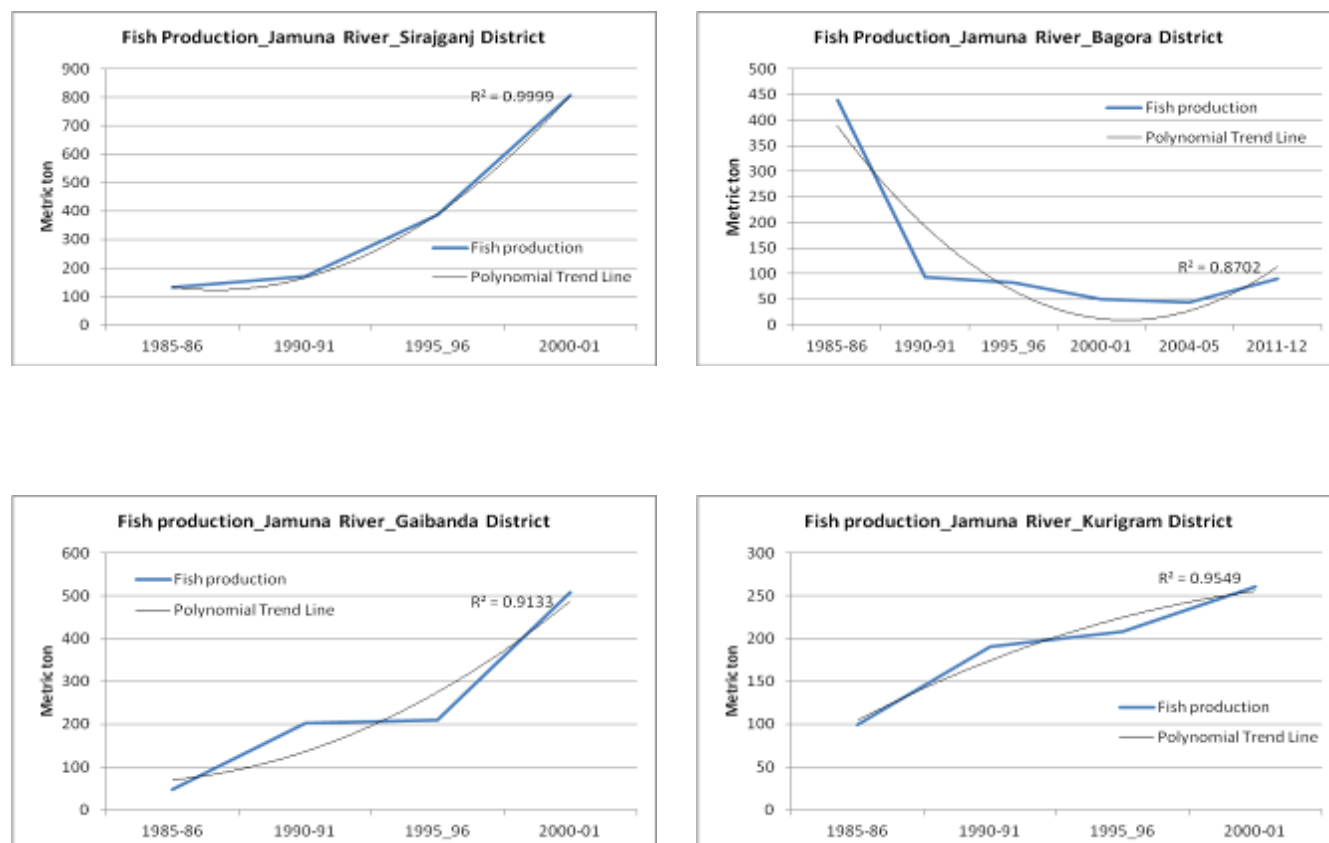 Fish Production_Jamuna River_Sirajganj District
900
800
700
600
500
400
300
200
100
0
Metric ton
R² = 0.9999
Fish production
Polynomial Trend Line
1985-86 1990-91 1995_96 2000-01
Fish Production_Jamuna River_Bagora District
500
450
400
350
300
250
200
150
100
50
0
Metric ton
Fish production
Polynomial Trend Line
R² = 0.8702
1985-86 1990-91 1995_96 2000-01 2004-05 2011-12
Fish production_Jamuna River_Gaibanda District
600
500
400
300
200
100
0
Metric ton
Fish production
Polynomial Trend Line
R² = 0.9133
1985-86 1990-91 1995_96 2000-01
Fish production_Jamuna River_Kurigram District
300
250
200
150
100
50
0
Metric ton
R² = 0.9549
Fish production
Polynomial Trend Line
1985-86 1990-91 1995_96 2000-01